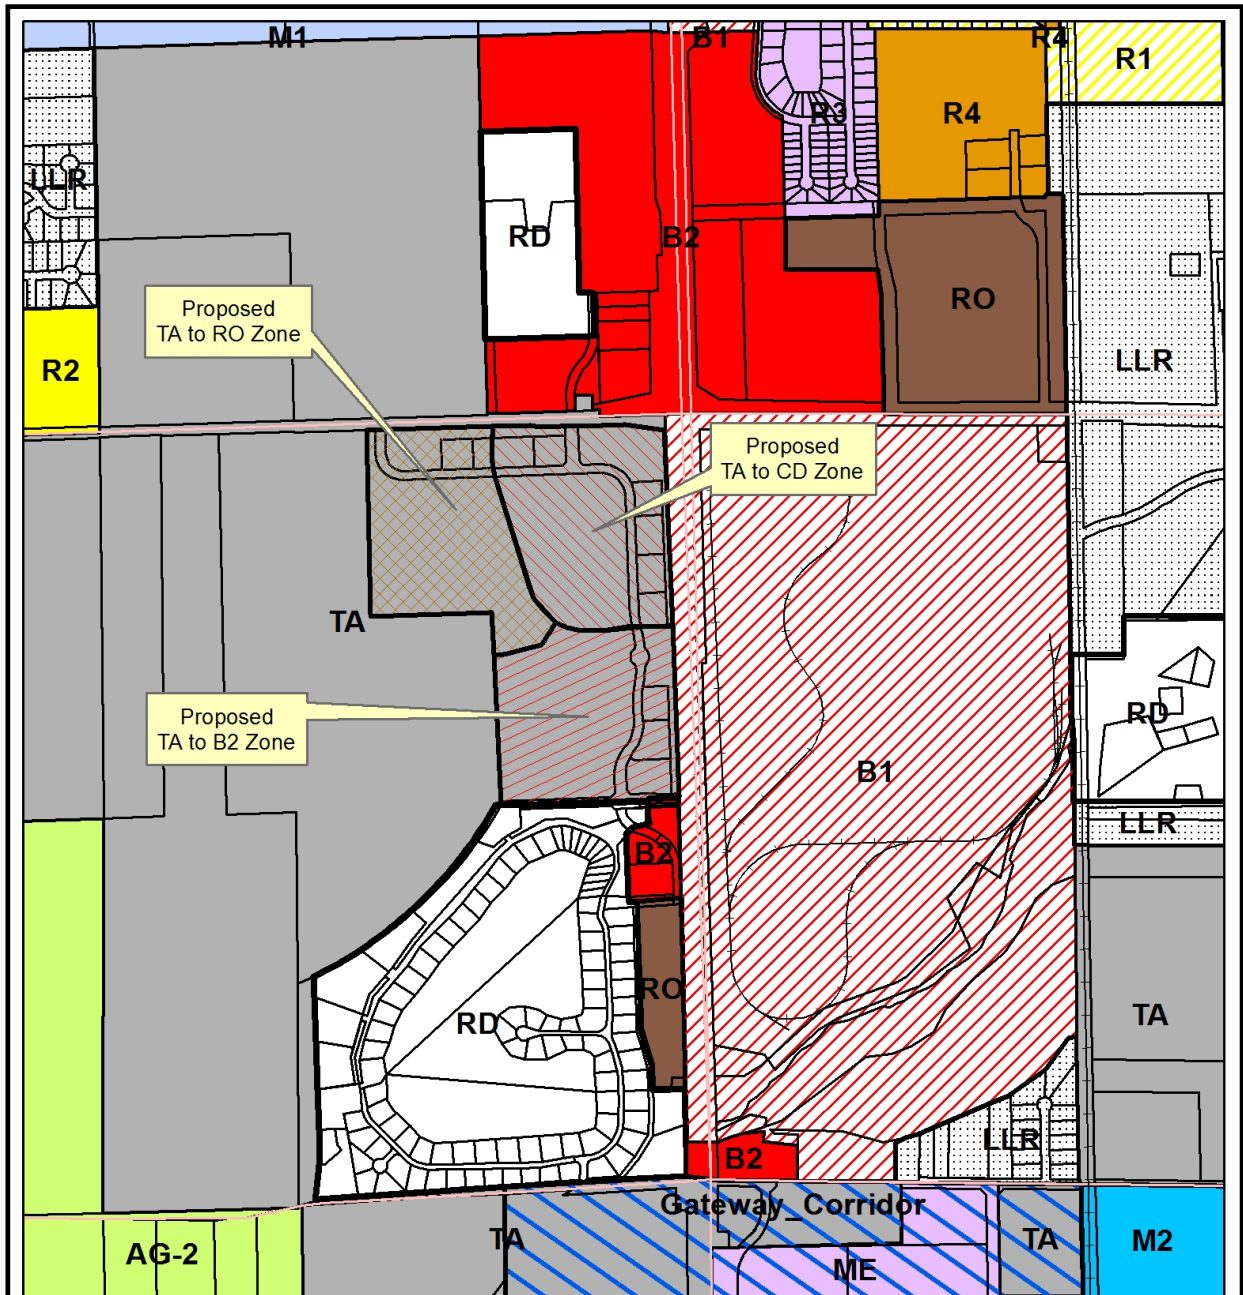 M1
B1
R4
R1
R3
R4
LLR
RD
B2
RO
Proposed
TA to RO Zone
R2
LLR
Proposed
TA to CD Zone
TA
Proposed
TA to B2 Zone
RD
B1
LLR
B2
RO
RD
TA
LLR
B2
Gateway_Corridor
TA
TA
AG-2
M2
ME